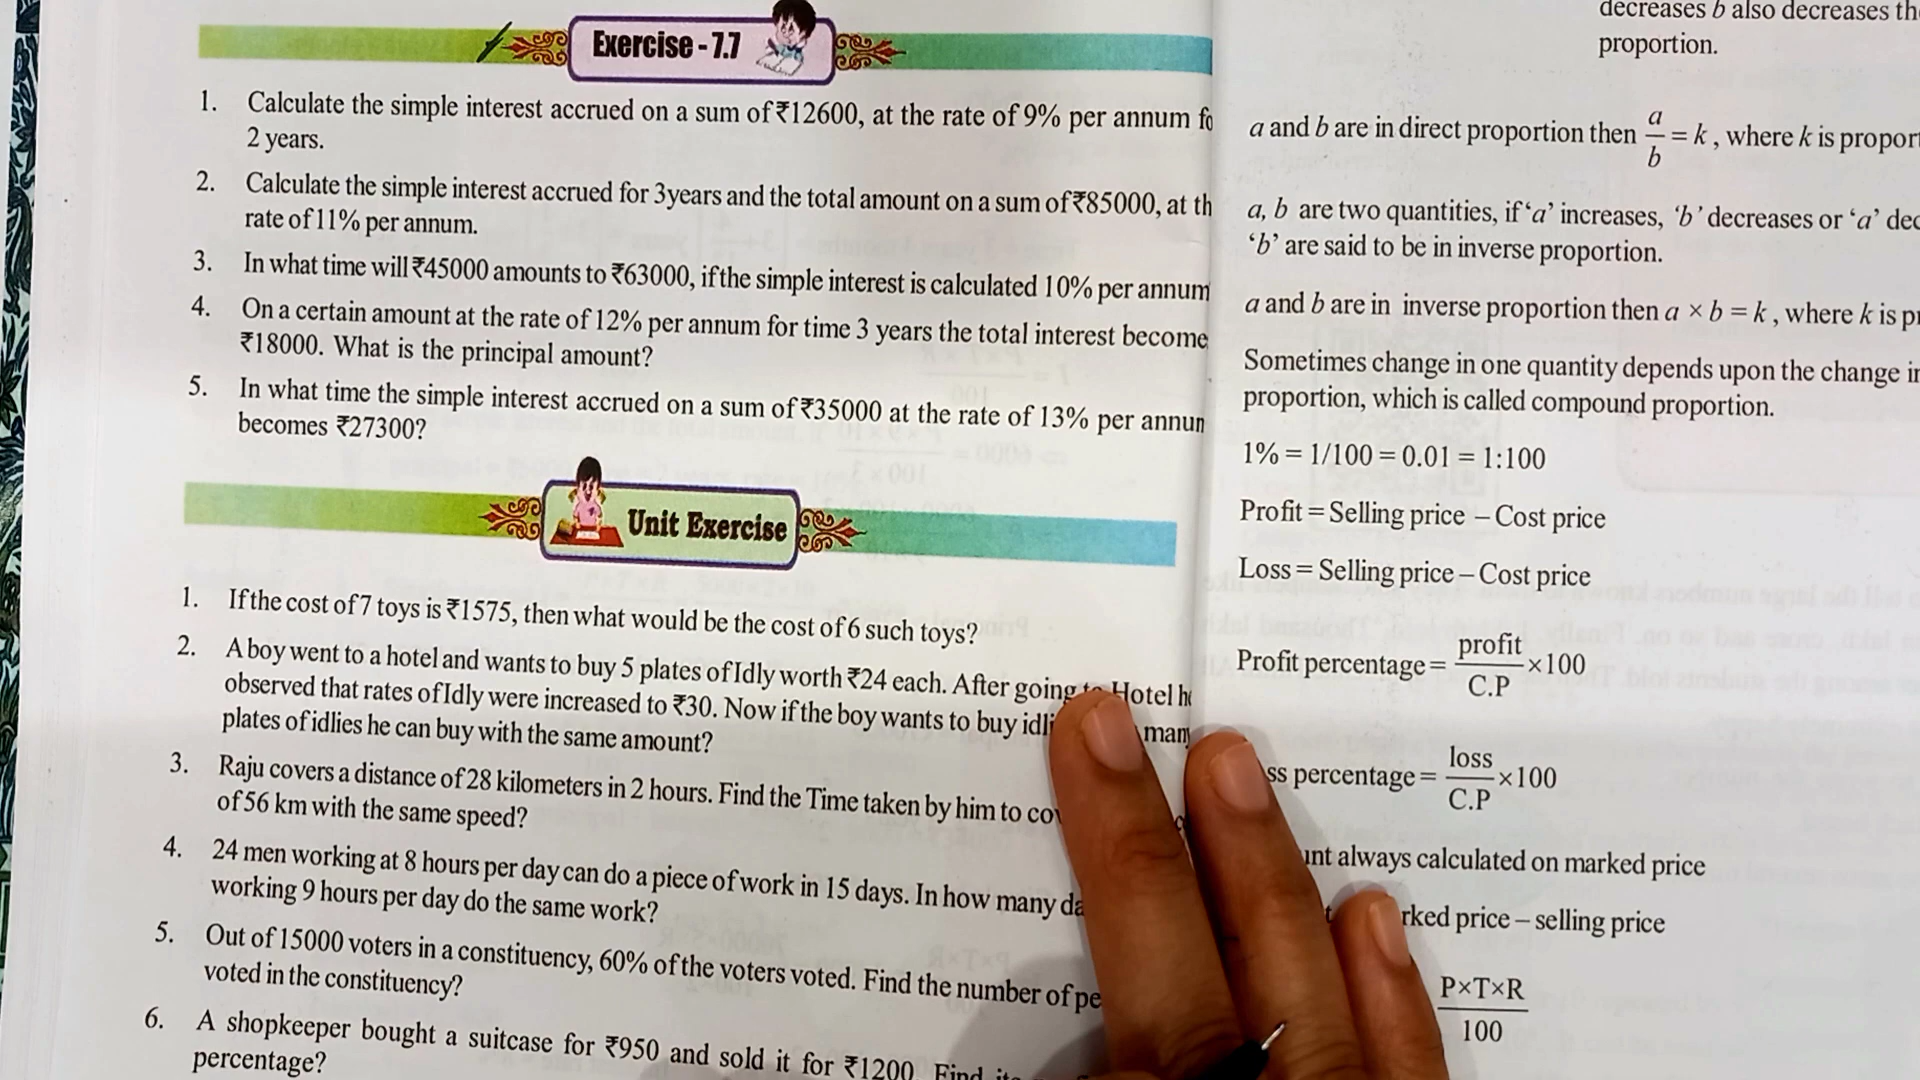 Exercise - 7.7
1. Calculate the simple interest accrued on a sum of ₹12600, at the rate of 9% per annum fo
2 years.
2. Calculate the simple interest accrued for 3years and the total amount on a sum of ₹85000, at th
rate of 11% per annum.
3. In what time will ₹45000 amounts to ₹63000, if the simple interest is calculated 10% per annum
4. On a certain amount at the rate of 12% per annum for time 3 years the total interest become
₹18000. What is the principal amount?
5. In what time the simple interest accrued on a sum of ₹35000 at the rate of 13% per annum
becomes ₹27300?
Unit Exercise
1. If the cost of 7 toys is ₹1575, then what would be the cost of 6 such toys?
2. A boy went to a hotel and wants to buy 5 plates of Idly worth ₹24 each. After going to Hotel he
observed that rates of Idly were increased to ₹30. Now if the boy wants to buy idli many
plates of idlies he can buy with the same amount?
3. Raju covers a distance of 28 kilometers in 2 hours. Find the Time taken by him to cov
of 56 km with the same speed?
4. 24 men working at 8 hours per day can do a piece of work in 15 days. In how many da
working 9 hours per day do the same work?
5. Out of 15000 voters in a constituency, 60% of the voters voted. Find the number of pe
voted in the constituency?
6. A shopkeeper bought a suitcase for ₹950 and sold it for ₹1200. Find its
percentage?
decreases b also decreases th
proportion.
a and b are in direct proportion then a/b = k, where k is proport
a, b are two quantities, if 'a' increases, 'b' decreases or 'a' dec
'b' are said to be in inverse proportion.
a and b are in inverse proportion then a × b = k, where k is pr
Sometimes change in one quantity depends upon the change in
proportion, which is called compound proportion.
1% = 1/100 = 0.01 = 1:100
Profit = Selling price – Cost price
Loss = Selling price – Cost price
Profit percentage = profit/C.P ×100
ss percentage = loss/C.P ×100
unt always calculated on marked price
rked price – selling price
P×T×R/100